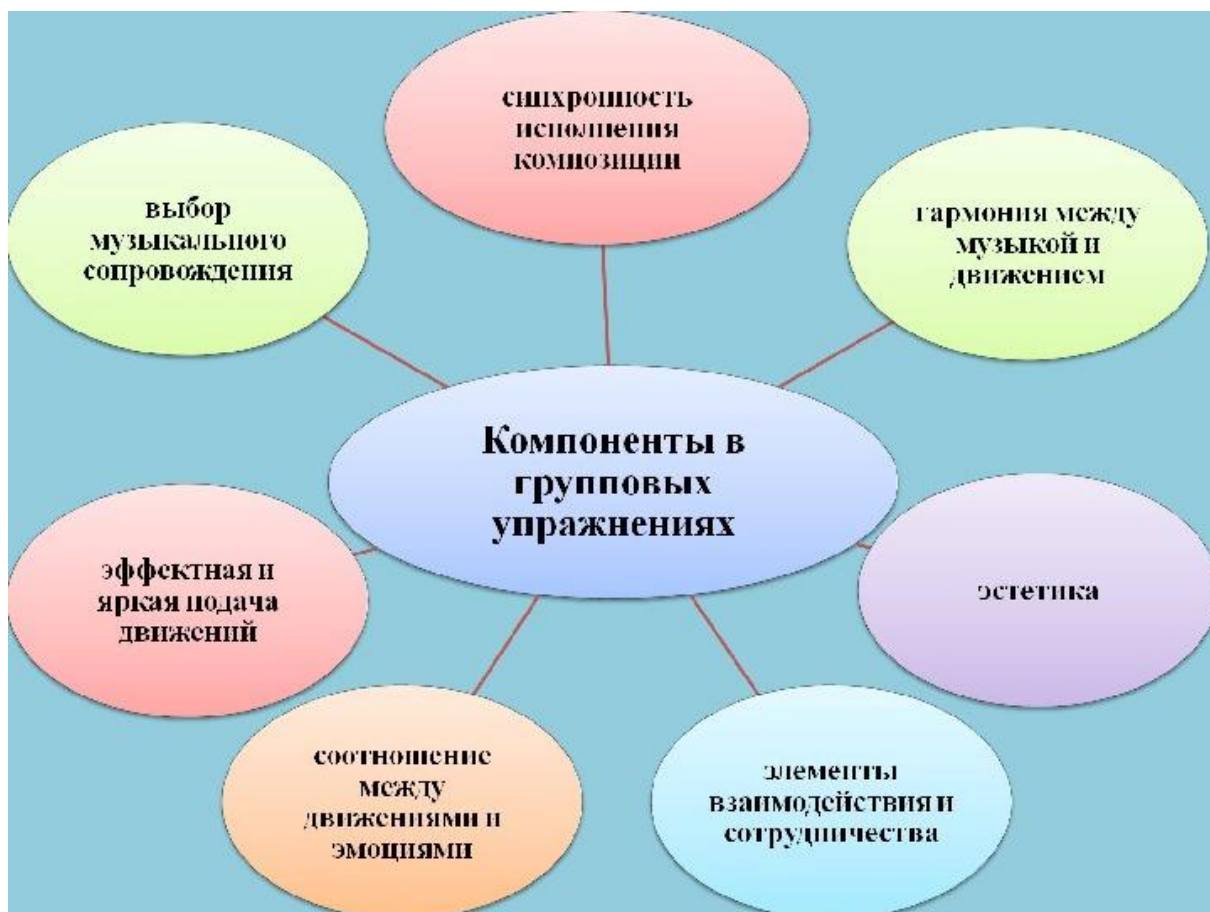 синхронность
исполнения
композиции
выбор
музыкального
сопровождения
гармония между
музыкой и
движением
Компоненты в
групповых
упражнениях
эффектная и
яркая подача
движений
эстетика
соотношение
между
движениями и
эмоциями
элементы
взаимодействия и
сотрудничества